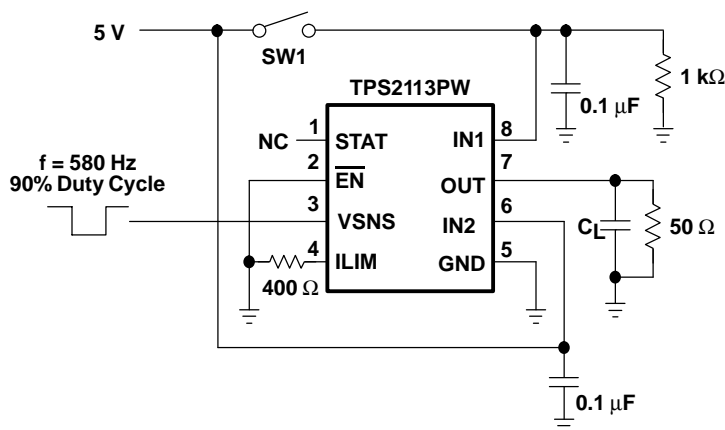 5 V
SW1
TPS2113PW
0.1 µF
1 kΩ
NC
1
STAT
IN1
8
f = 580 Hz
90% Duty Cycle
2
EN
OUT
7
3
VSNS
IN2
6
CL
50 Ω
4
ILIM
GND
5
400 Ω
0.1 µF